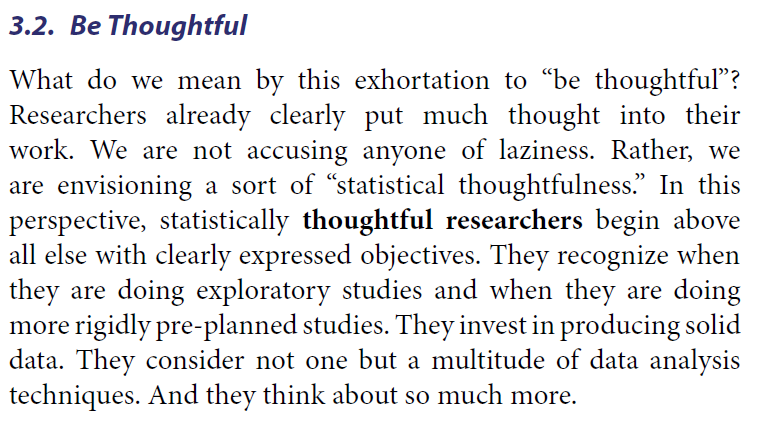 3.2. Be Thoughtful
What do we mean by this exhortation to “be thoughtful”?
Researchers already clearly put much thought into their
work. We are not accusing anyone of laziness. Rather, we
are envisioning a sort of “statistical thoughtfulness.” In this
perspective, statistically thoughtful researchers begin above
all else with clearly expressed objectives. They recognize when
they are doing exploratory studies and when they are doing
more rigidly pre-planned studies. They invest in producing solid
data. They consider not one but a multitude of data analysis
techniques. And they think about so much more.